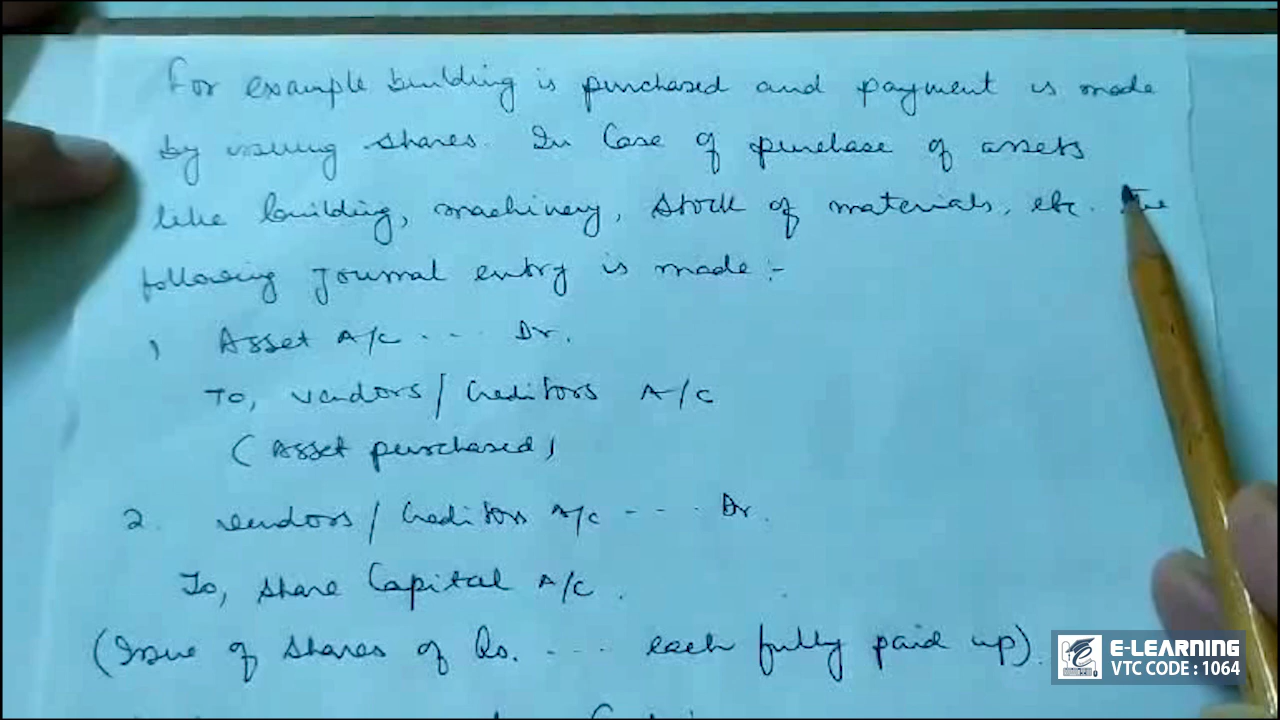 For example building is purchased and payment is made
by issuing shares. In Case of purchase of assets
like building, machinery, stock of materials, etc. The
following Journal entry is made :-
1) Asset A/c --- Dr.
To, vendors/Creditors A/C
(Asset purchased)
2. vendors/Creditors A/c --- Dr.
To, share Capital A/C.
(Issue of shares of Rs. --- each fully paid up).
E-LEARNING
VTC CODE : 1064